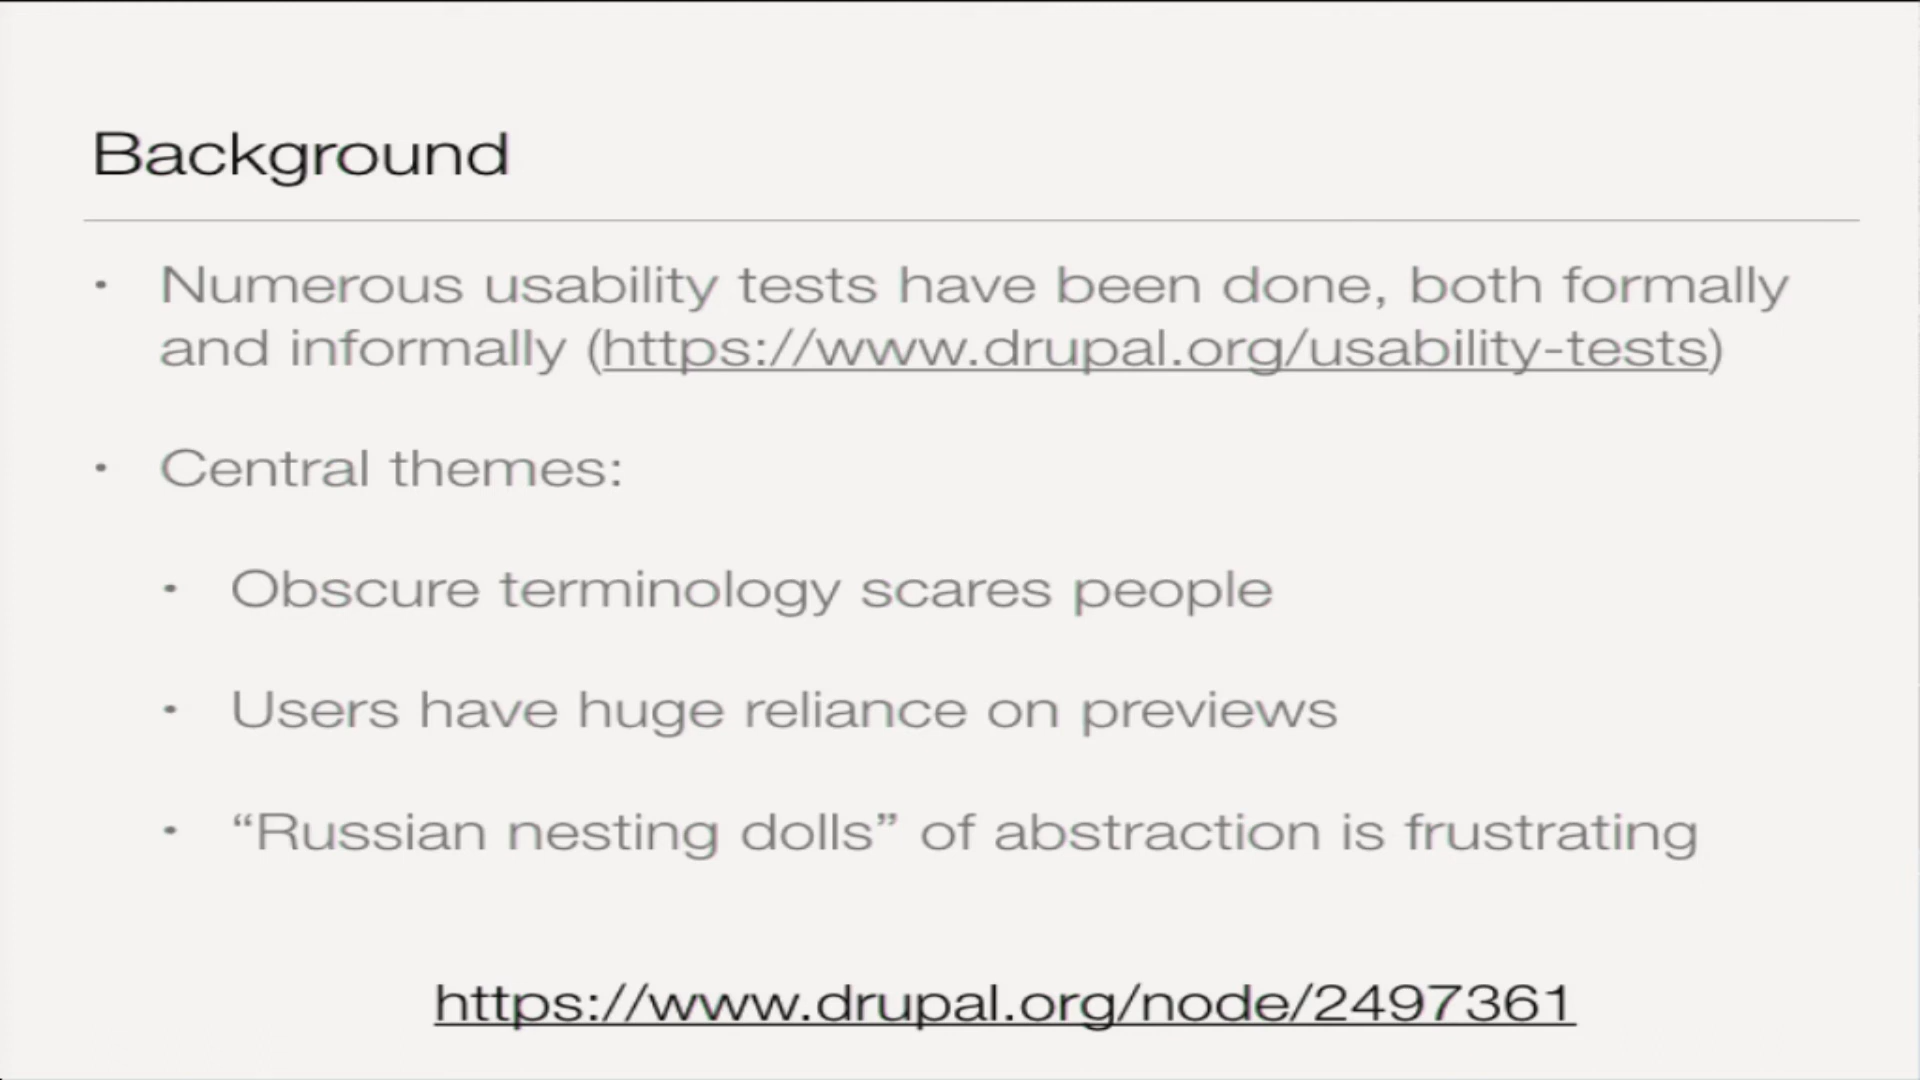 Background
• Numerous usability tests have been done, both formally
and informally (https://www.drupal.org/usability-tests)
• Central themes:
• Obscure terminology scares people
• Users have huge reliance on previews
• “Russian nesting dolls” of abstraction is frustrating
https://www.drupal.org/node/2497361